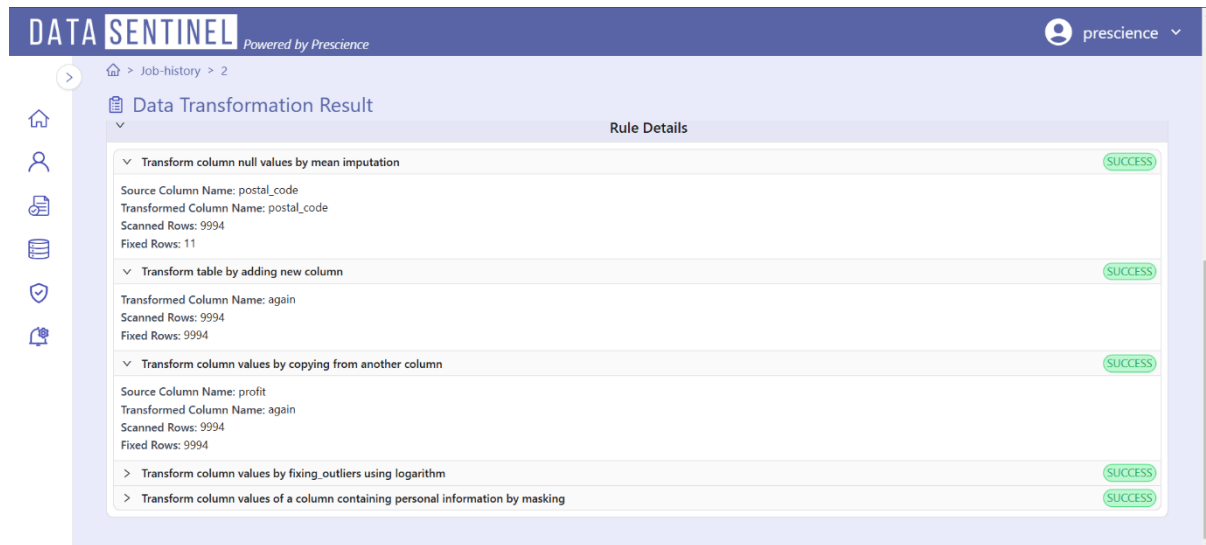 DATA SENTINEL Powered by Prescience
prescience
> Job-history > 2
Data Transformation Result
Rule Details
Transform column null values by mean imputation SUCCESS
Source Column Name: postal_code
Transformed Column Name: postal_code
Scanned Rows: 9994
Fixed Rows: 11
Transform table by adding new column SUCCESS
Transformed Column Name: again
Scanned Rows: 9994
Fixed Rows: 9994
Transform column values by copying from another column SUCCESS
Source Column Name: profit
Transformed Column Name: again
Scanned Rows: 9994
Fixed Rows: 9994
Transform column values by fixing_outliers using logarithm SUCCESS
Transform column values of a column containing personal information by masking SUCCESS